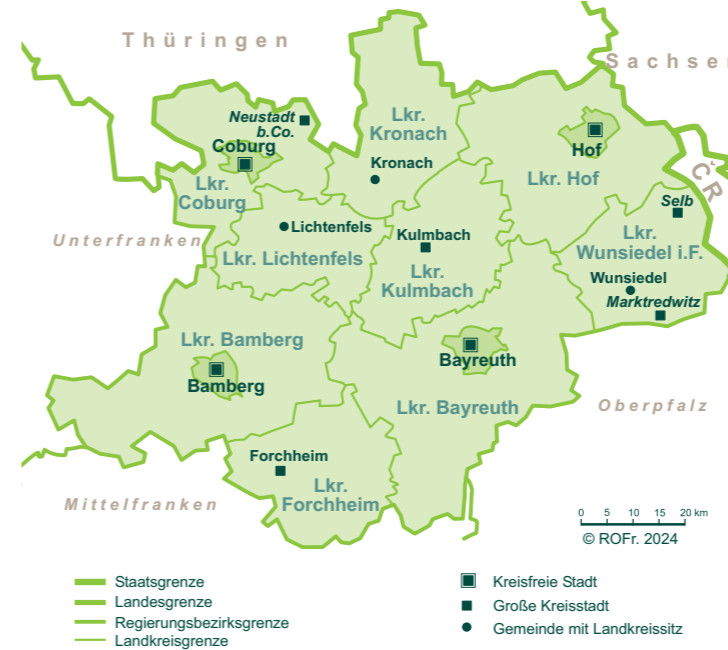 Thüringen
Sachsen
Neustadt
b.Co.
Coburg
Lkr.
Coburg
Lkr.
Kronach
Kronach
Hof
Lkr. Hof
ČR
Selb
Lkr.
Wunsiedel i.F.
Wunsiedel
Marktredwitz
Unterfranken
Lichtenfels
Lkr. Lichtenfels
Kulmbach
Lkr.
Kulmbach
Lkr. Bamberg
Bamberg
Bayreuth
Lkr. Bayreuth
Oberpfalz
Forchheim
Lkr.
Forchheim
Mittelfranken
0 5 10 15 20 km
© ROFr. 2024
Staatsgrenze
Landesgrenze
Regierungsbezirksgrenze
Landkreisgrenze
Kreisfreie Stadt
Große Kreisstadt
Gemeinde mit Landkreissitz